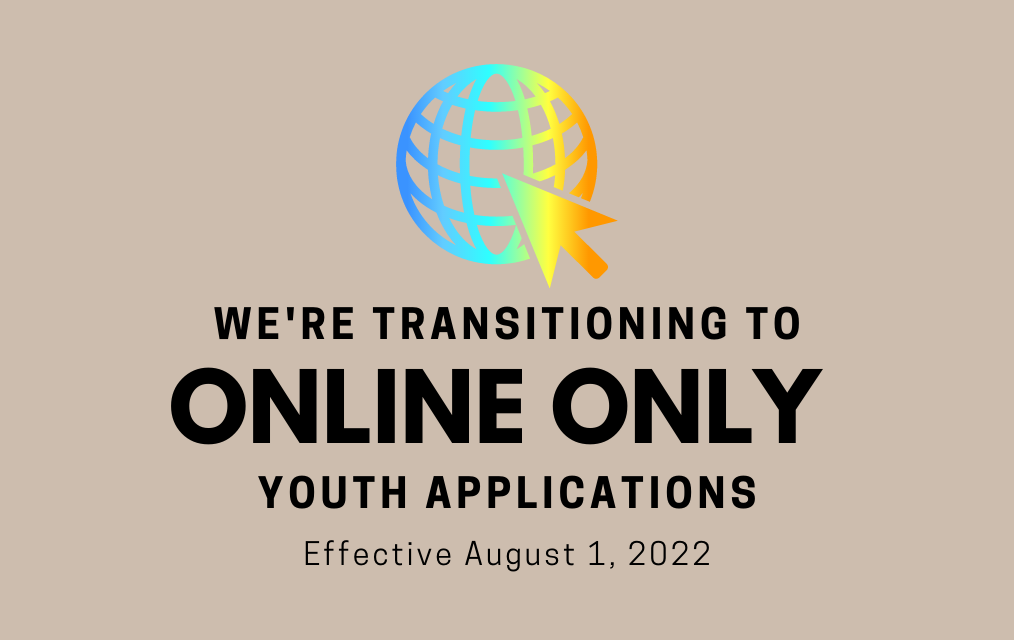 WE'RE TRANSITIONING TO
ONLINE ONLY
YOUTH APPLICATIONS
Effective August 1, 2022